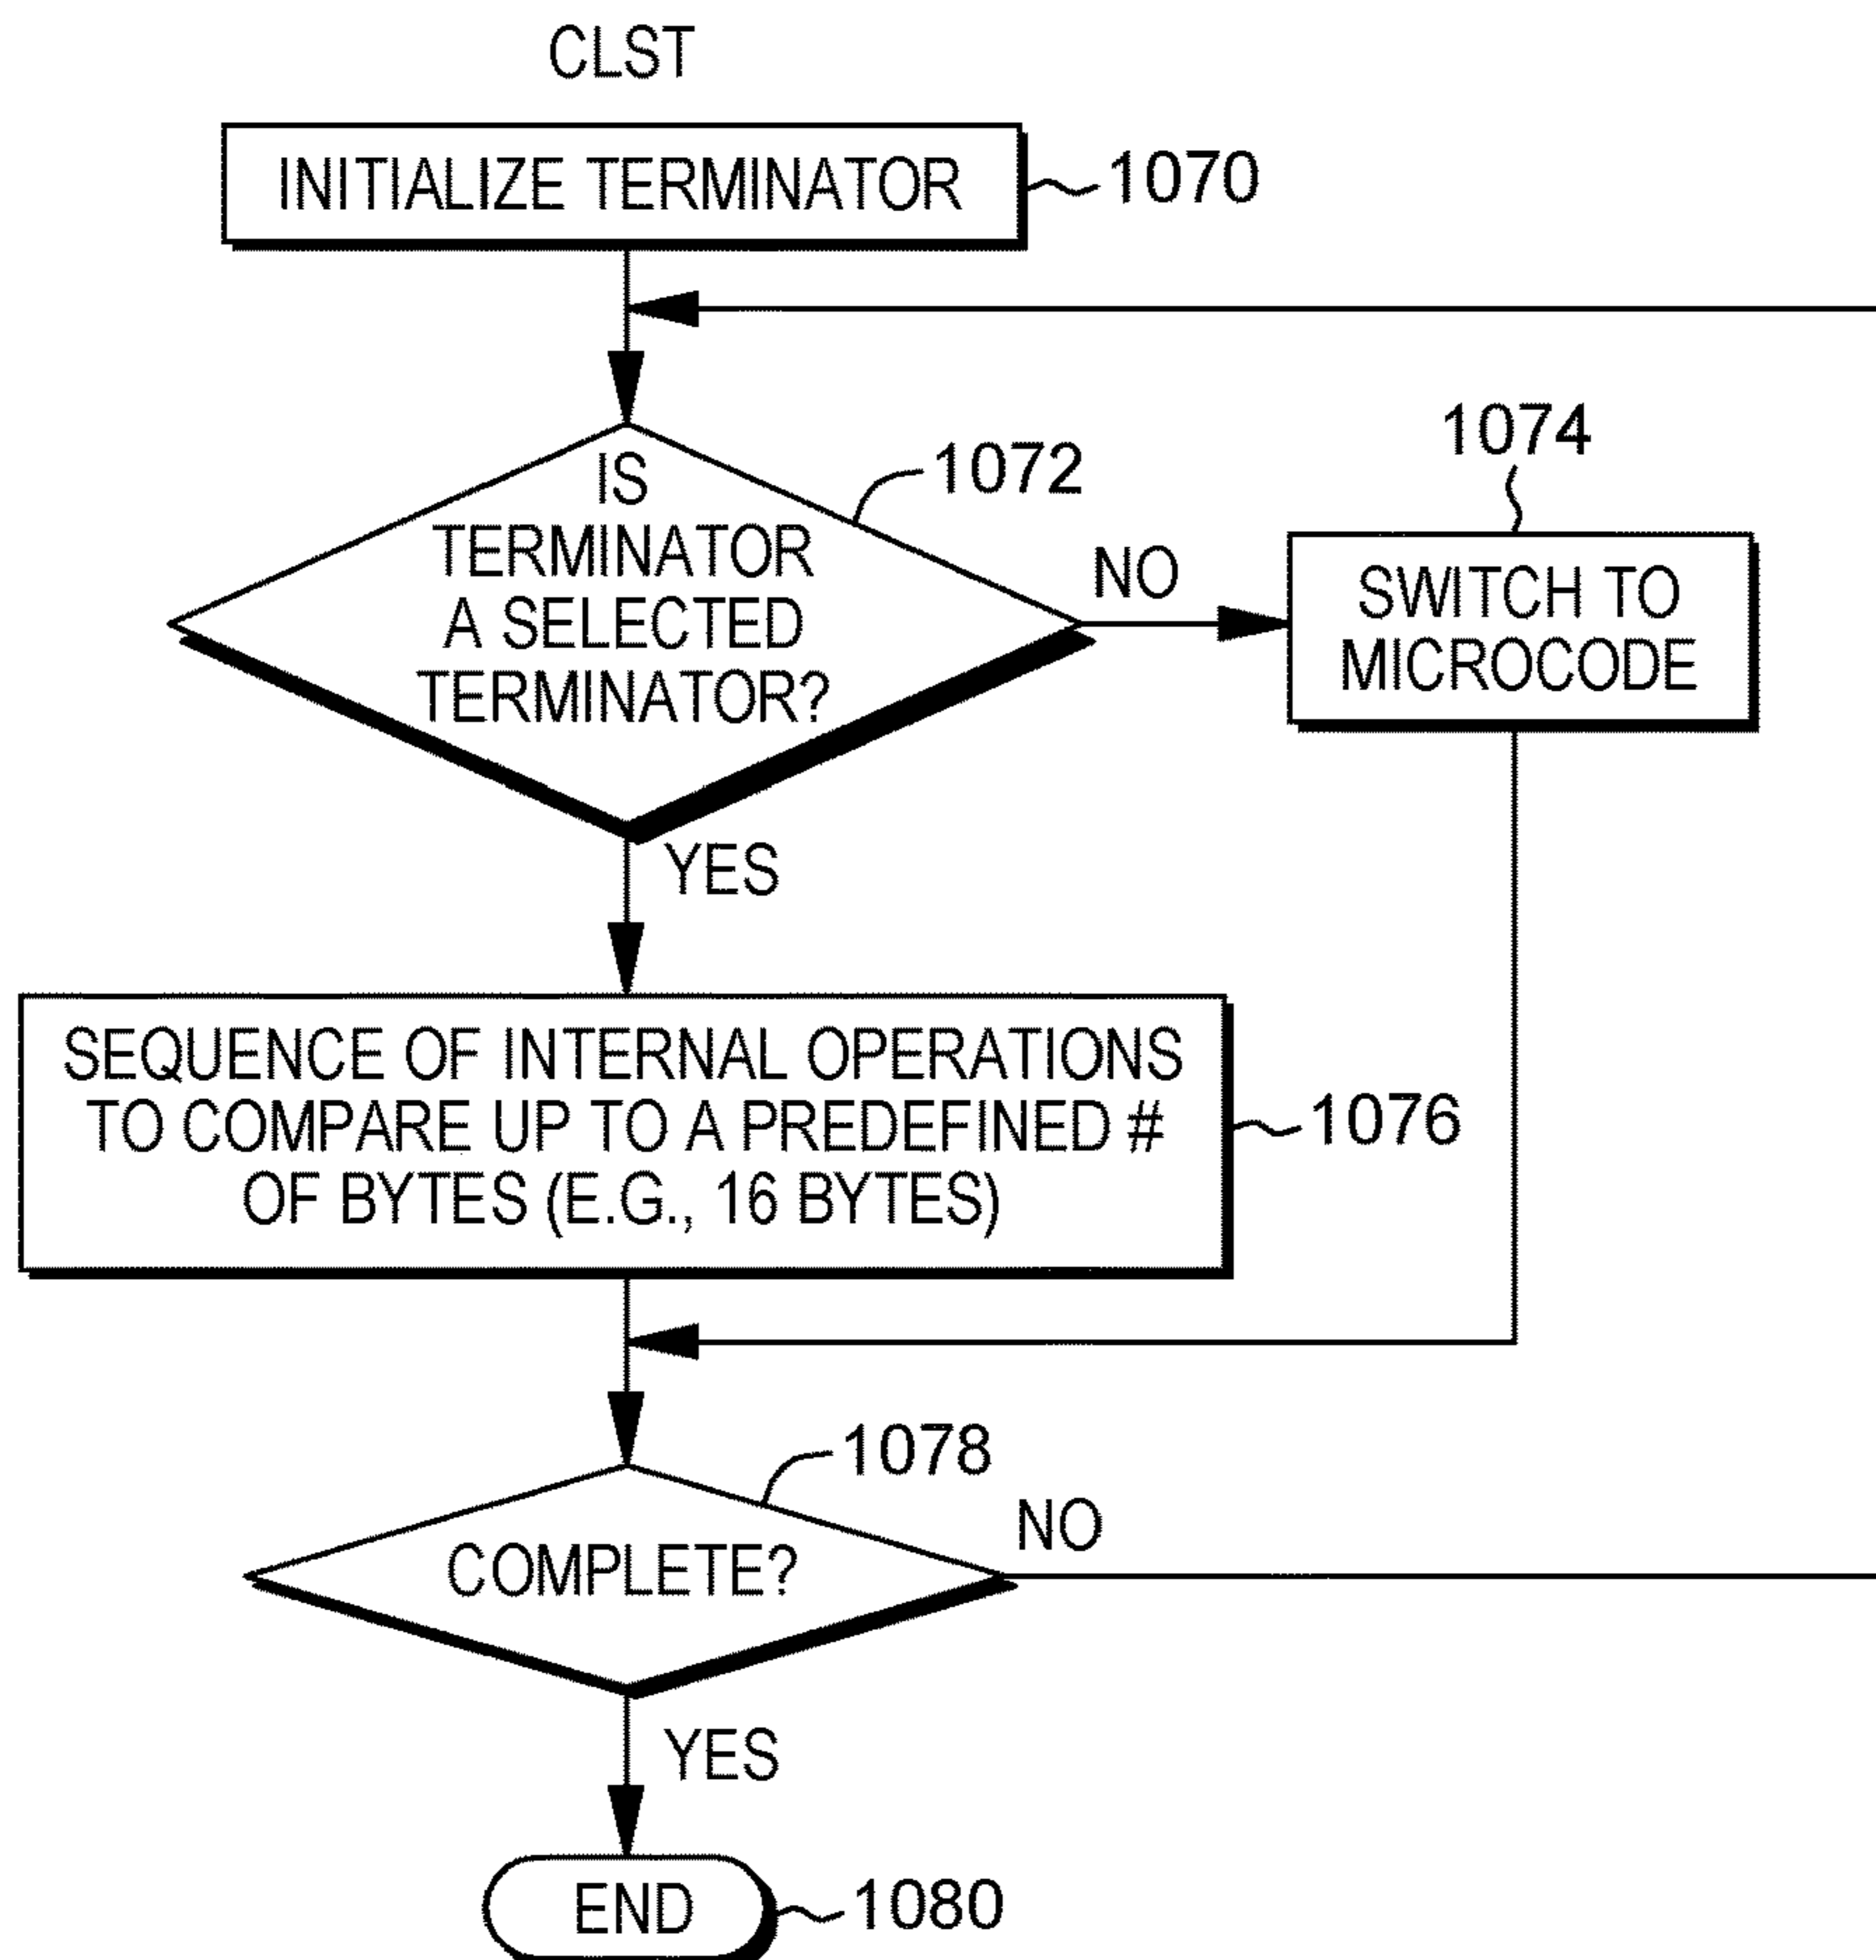 CLST
INITIALIZE TERMINATOR
1070
IS
TERMINATOR
A SELECTED
TERMINATOR?
1072
NO
1074
SWITCH TO
MICROCODE
YES
SEQUENCE OF INTERNAL OPERATIONS
TO COMPARE UP TO A PREDEFINED #
OF BYTES (E.G., 16 BYTES)
1076
1078
COMPLETE?
NO
YES
END
1080